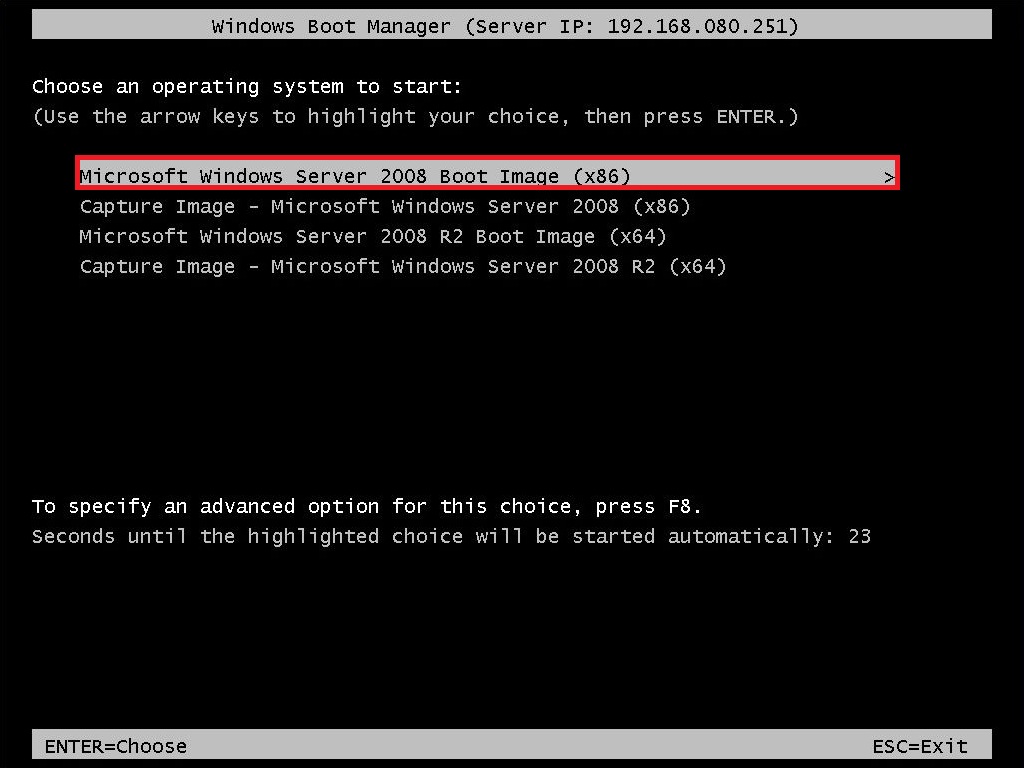 Windows Boot Manager (Server IP: 192.168.080.251)
Choose an operating system to start:
(Use the arrow keys to highlight your choice, then press ENTER.)
Microsoft Windows Server 2008 Boot Image (x86) >
Capture Image - Microsoft Windows Server 2008 (x86)
Microsoft Windows Server 2008 R2 Boot Image (x64)
Capture Image - Microsoft Windows Server 2008 R2 (x64)
To specify an advanced option for this choice, press F8.
Seconds until the highlighted choice will be started automatically: 23
ENTER=Choose ESC=Exit